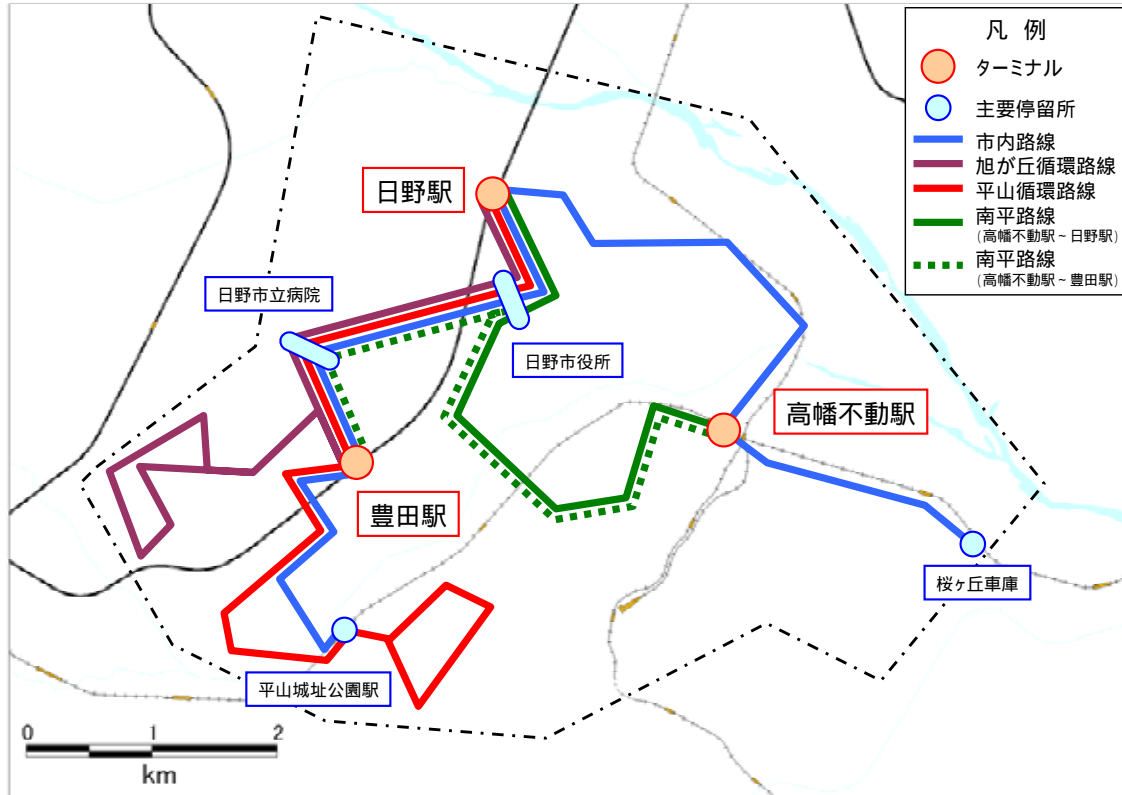 凡 例
ターミナル
主要停留所
市内路線
旭が丘循環路線
平山循環路線
南平路線
(高幡不動駅~日野駅)
南平路線
(高幡不動駅~豊田駅)
日野駅
日野市立病院
日野市役所
高幡不動駅
豊田駅
桜ヶ丘車庫
平山城址公園駅
0 1 2
km